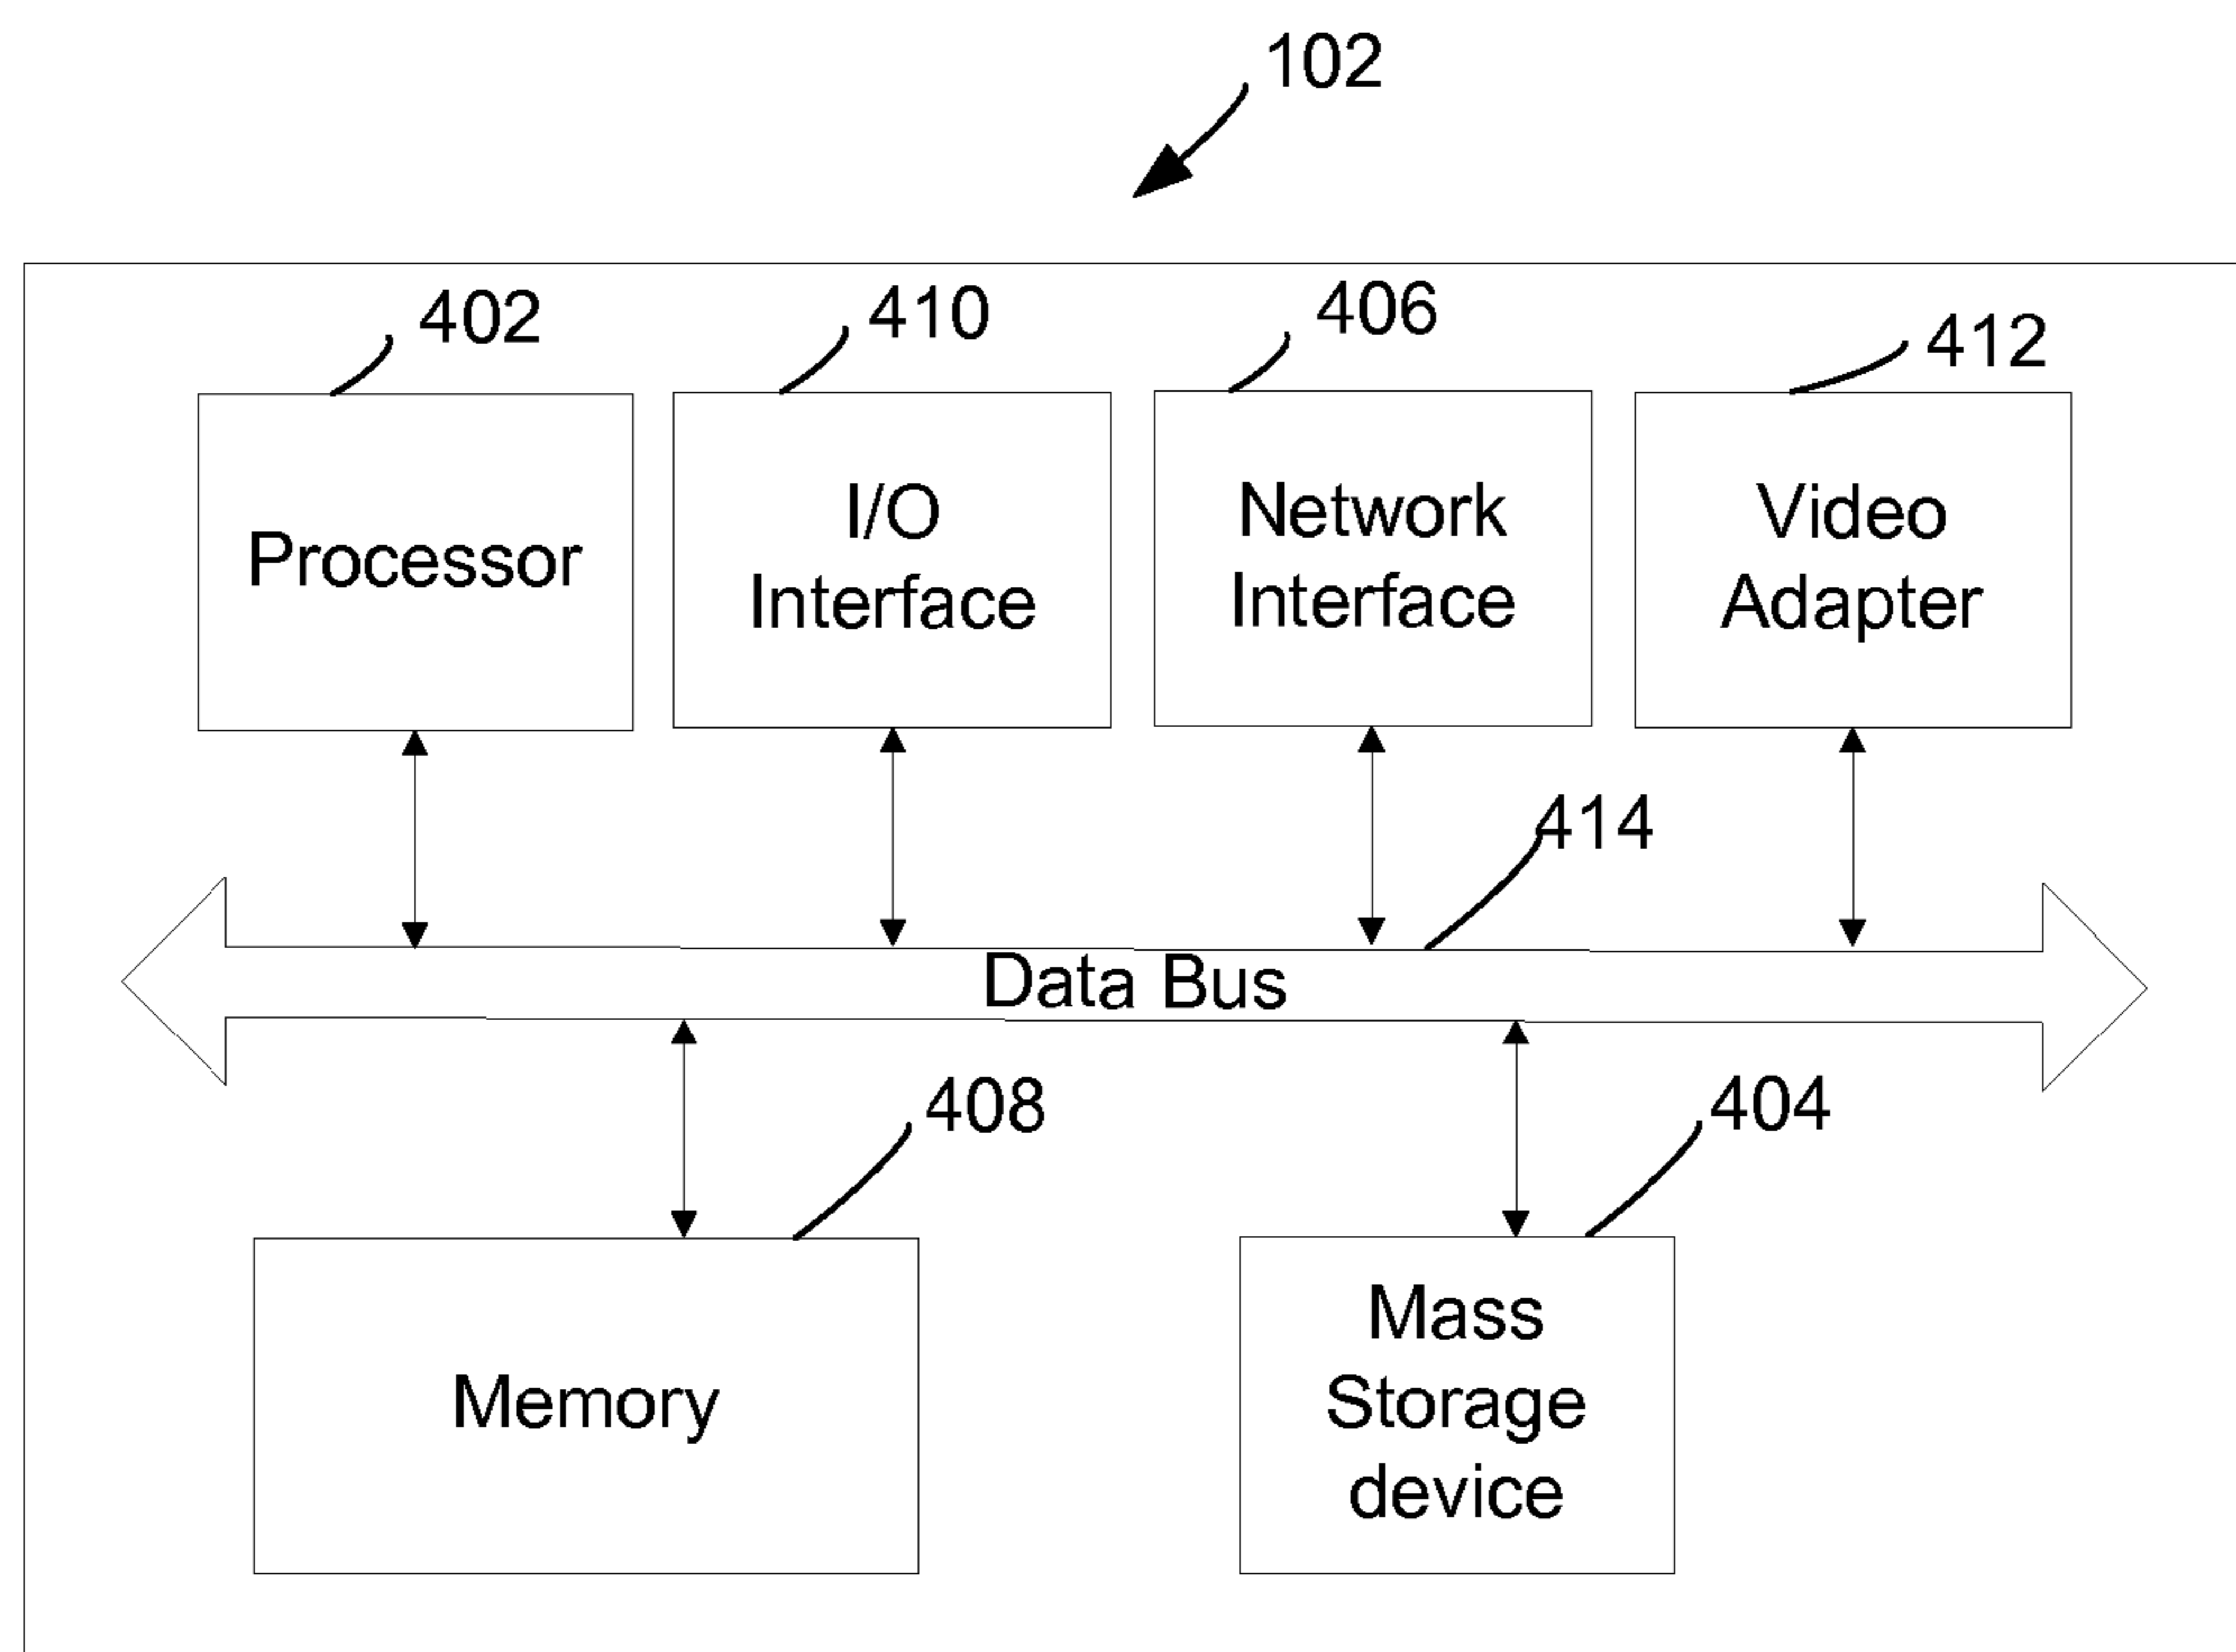 102
402
410
406
412
Processor
I/O
Interface
Network
Interface
Video
Adapter
414
Data Bus
408
404
Memory
Mass
Storage
device